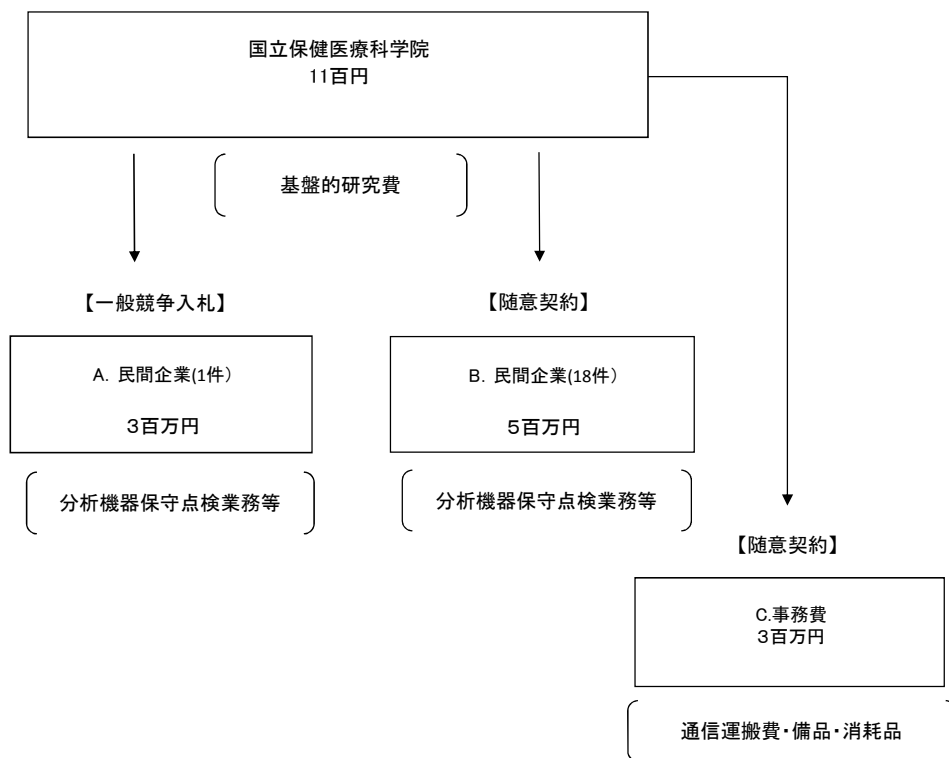 国立保健医療科学院
11百円
基盤的研究費
【一般競争入札】
【随意契約】
A. 民間企業(1件)
3百万円
B. 民間企業(18件)
5百万円
分析機器保守点検業務等
分析機器保守点検業務等
【随意契約】
C.事務費
3百万円
通信運搬費・備品・消耗品